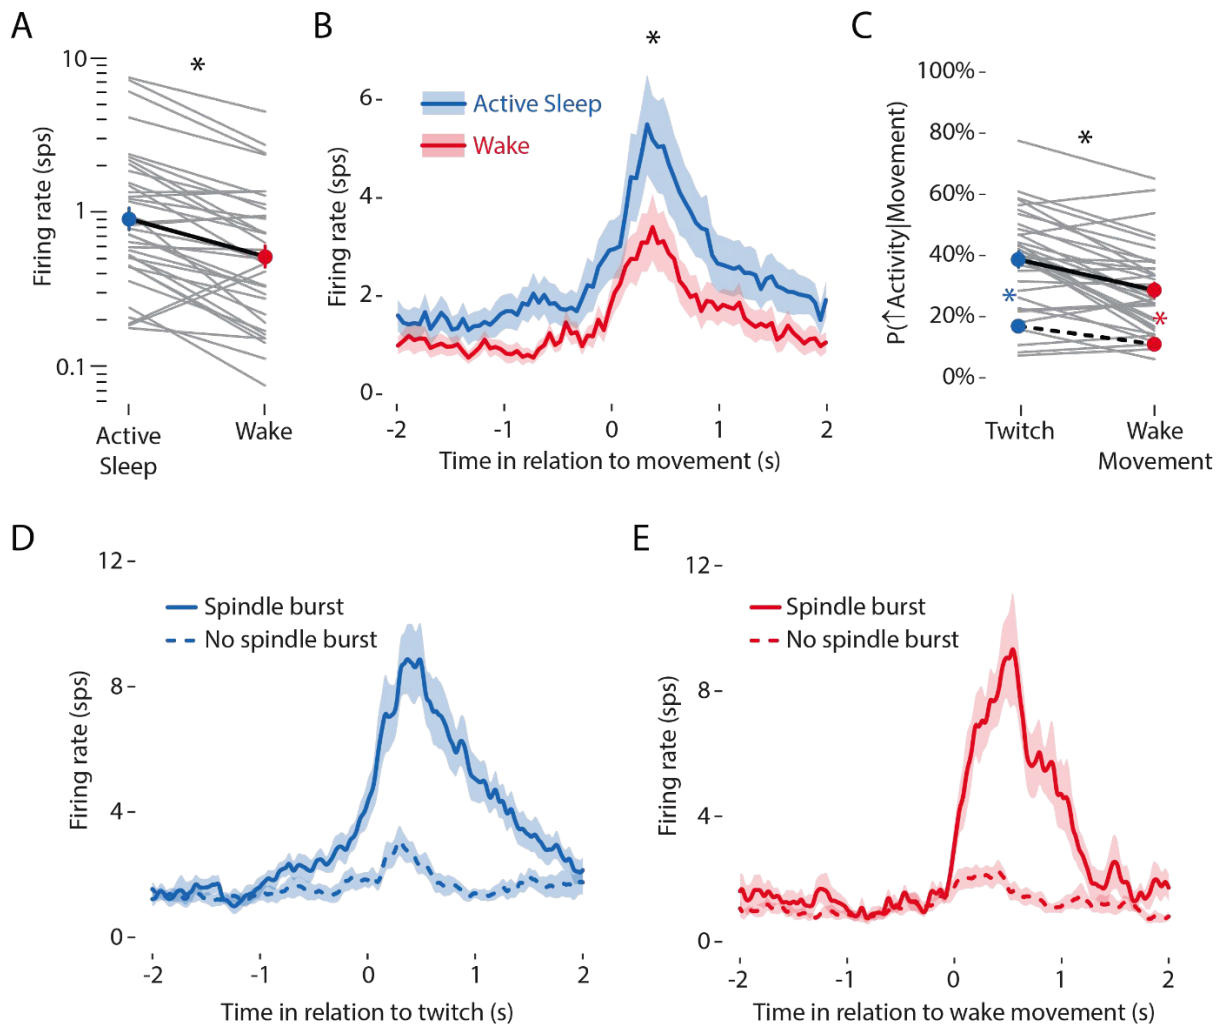 A
*
10
1
0.1
Firing rate (sps)
Active
Sleep
Wake
B
*
Active Sleep
Wake
6
4
2
0
Firing rate (sps)
-2
-1
0
1
2
Time in relation to movement (s)
C
100%
80%
60%
40%
20%
0%
*
*
*
P(↑Activity|Movement)
Twitch
Wake
Movement
D
12
8
4
0
Spindle burst
No spindle burst
Firing rate (sps)
-2
-1
0
1
2
Time in relation to twitch (s)
E
12
8
4
0
Spindle burst
No spindle burst
Firing rate (sps)
-2
-1
0
1
2
Time in relation to wake movement (s)